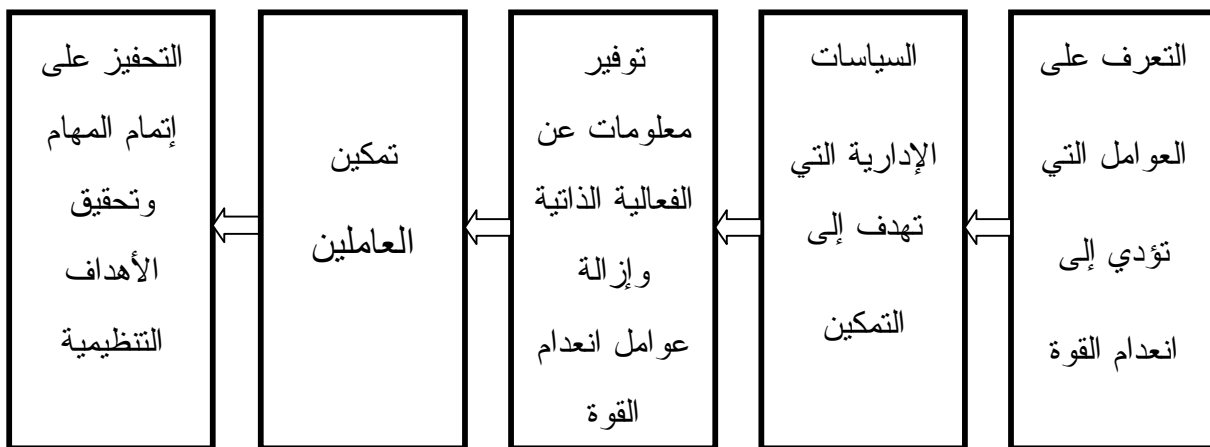 التعرف على
العوامل التي
تؤدي إلى
انعدام القوة
السياسات
الإدارية التي
تهدف إلى
التمكين
توفير
معلومات عن
الفعالية الذاتية
وإزالة
عوامل انعدام
القوة
تمكين
العاملين
التحفيز على
إتمام المهام
وتحقيق
الأهداف
التنظيمية